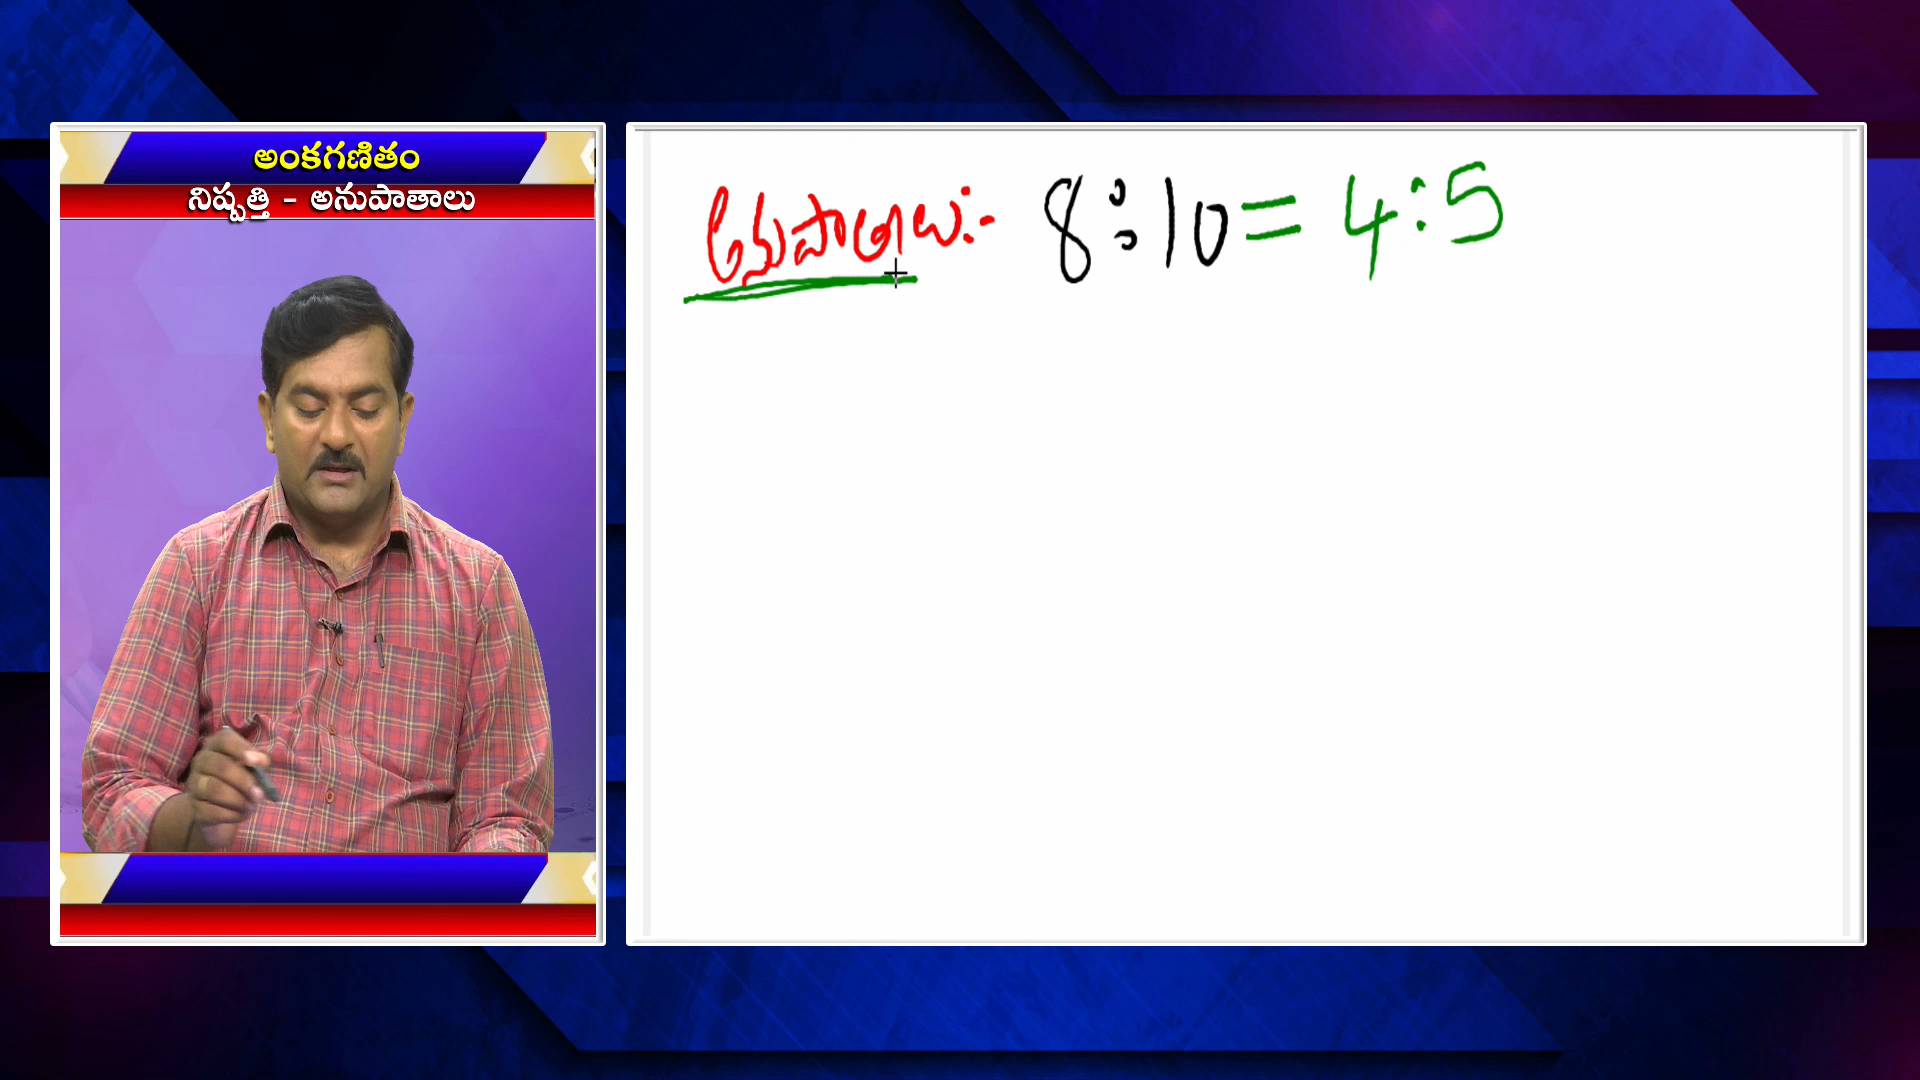 అంకగణితం
నిష్పత్తి - అనుపాతాలు
అనుపాతాలు:- 8:10 = 4:5